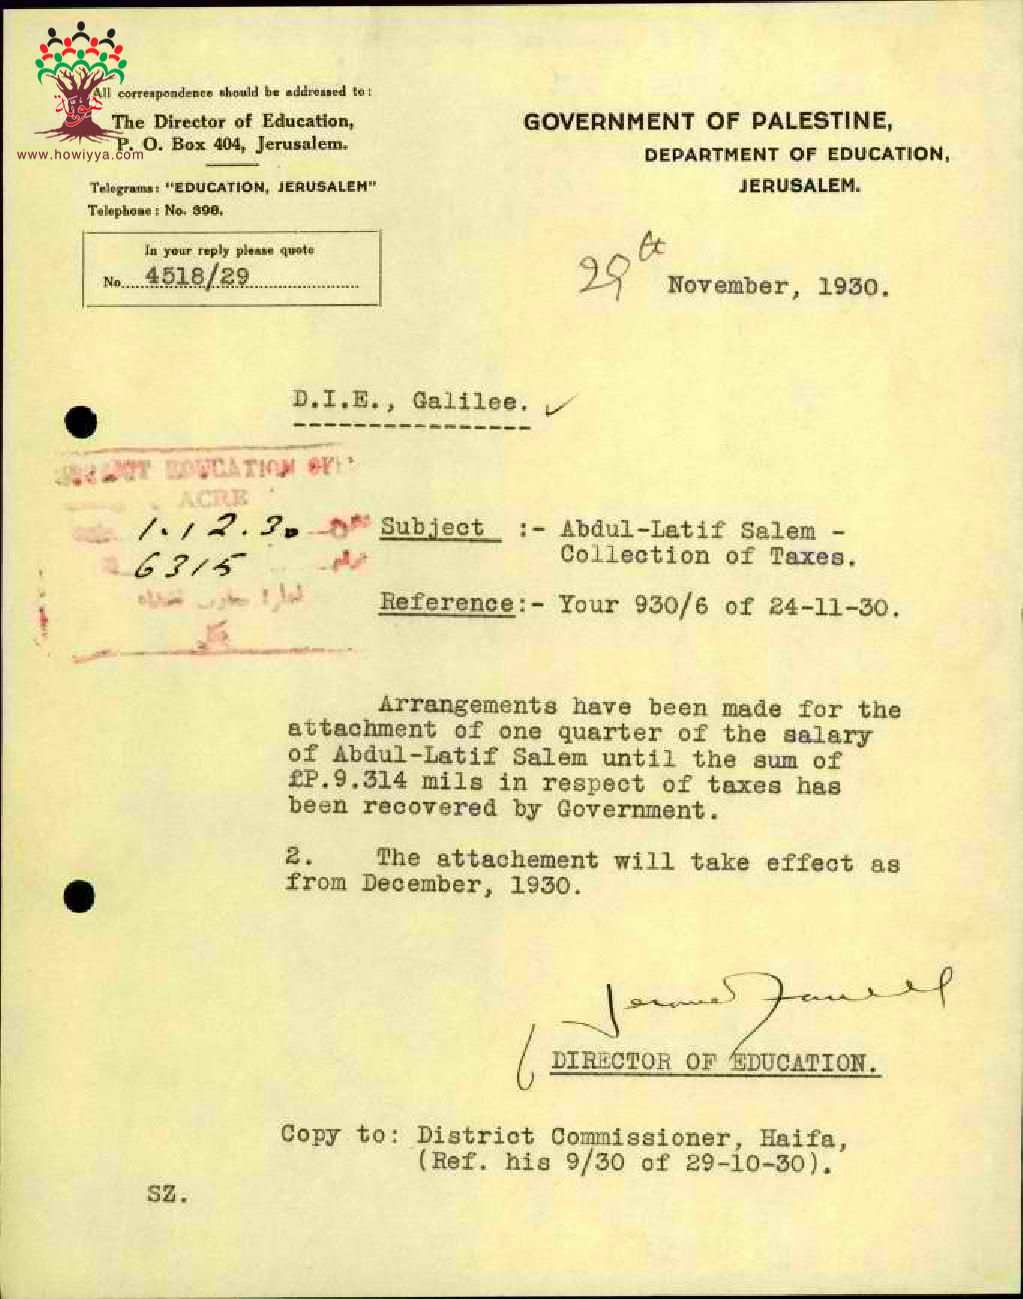 All correspondence should be addressed to:
The Director of Education,
P. O. Box 404, Jerusalem.
www.howiyya.com
Telegrams: "EDUCATION, JERUSALEM"
Telephone: No. 398.
In your reply please quote
No. 4518/29
GOVERNMENT OF PALESTINE,
DEPARTMENT OF EDUCATION,
JERUSALEM.
29th November, 1930.
D.I.E., Galilee.
EDUCATION
ACRE
1.12.30
6315
Subject :- Abdul-Latif Salem -
Collection of Taxes.
Reference:- Your 930/6 of 24-11-30.
Arrangements have been made for the
attachment of one quarter of the salary
of Abdul-Latif Salem until the sum of
£P.9.314 mils in respect of taxes has
been recovered by Government.
2. The attachement will take effect as
from December, 1930.
Jerome Farrell
DIRECTOR OF EDUCATION.
Copy to: District Commissioner, Haifa,
(Ref. his 9/30 of 29-10-30).
SZ.